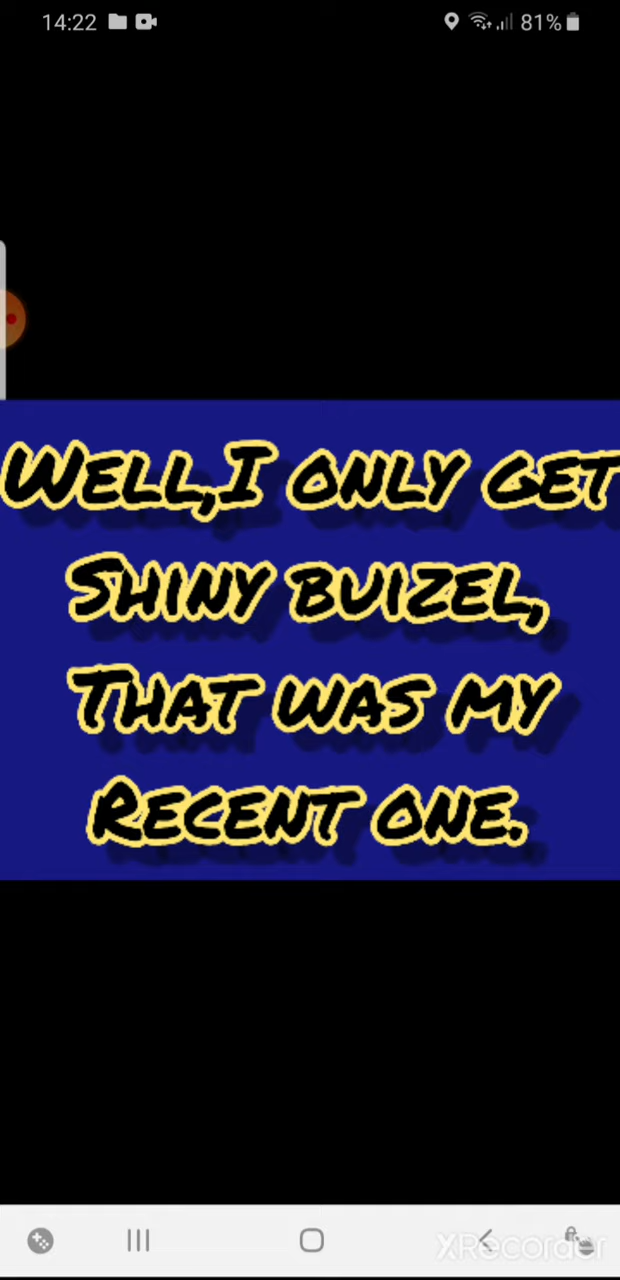 14:22 81%
Well,I only get
Shiny buizel,
That was my
Recent one.
XRecorder